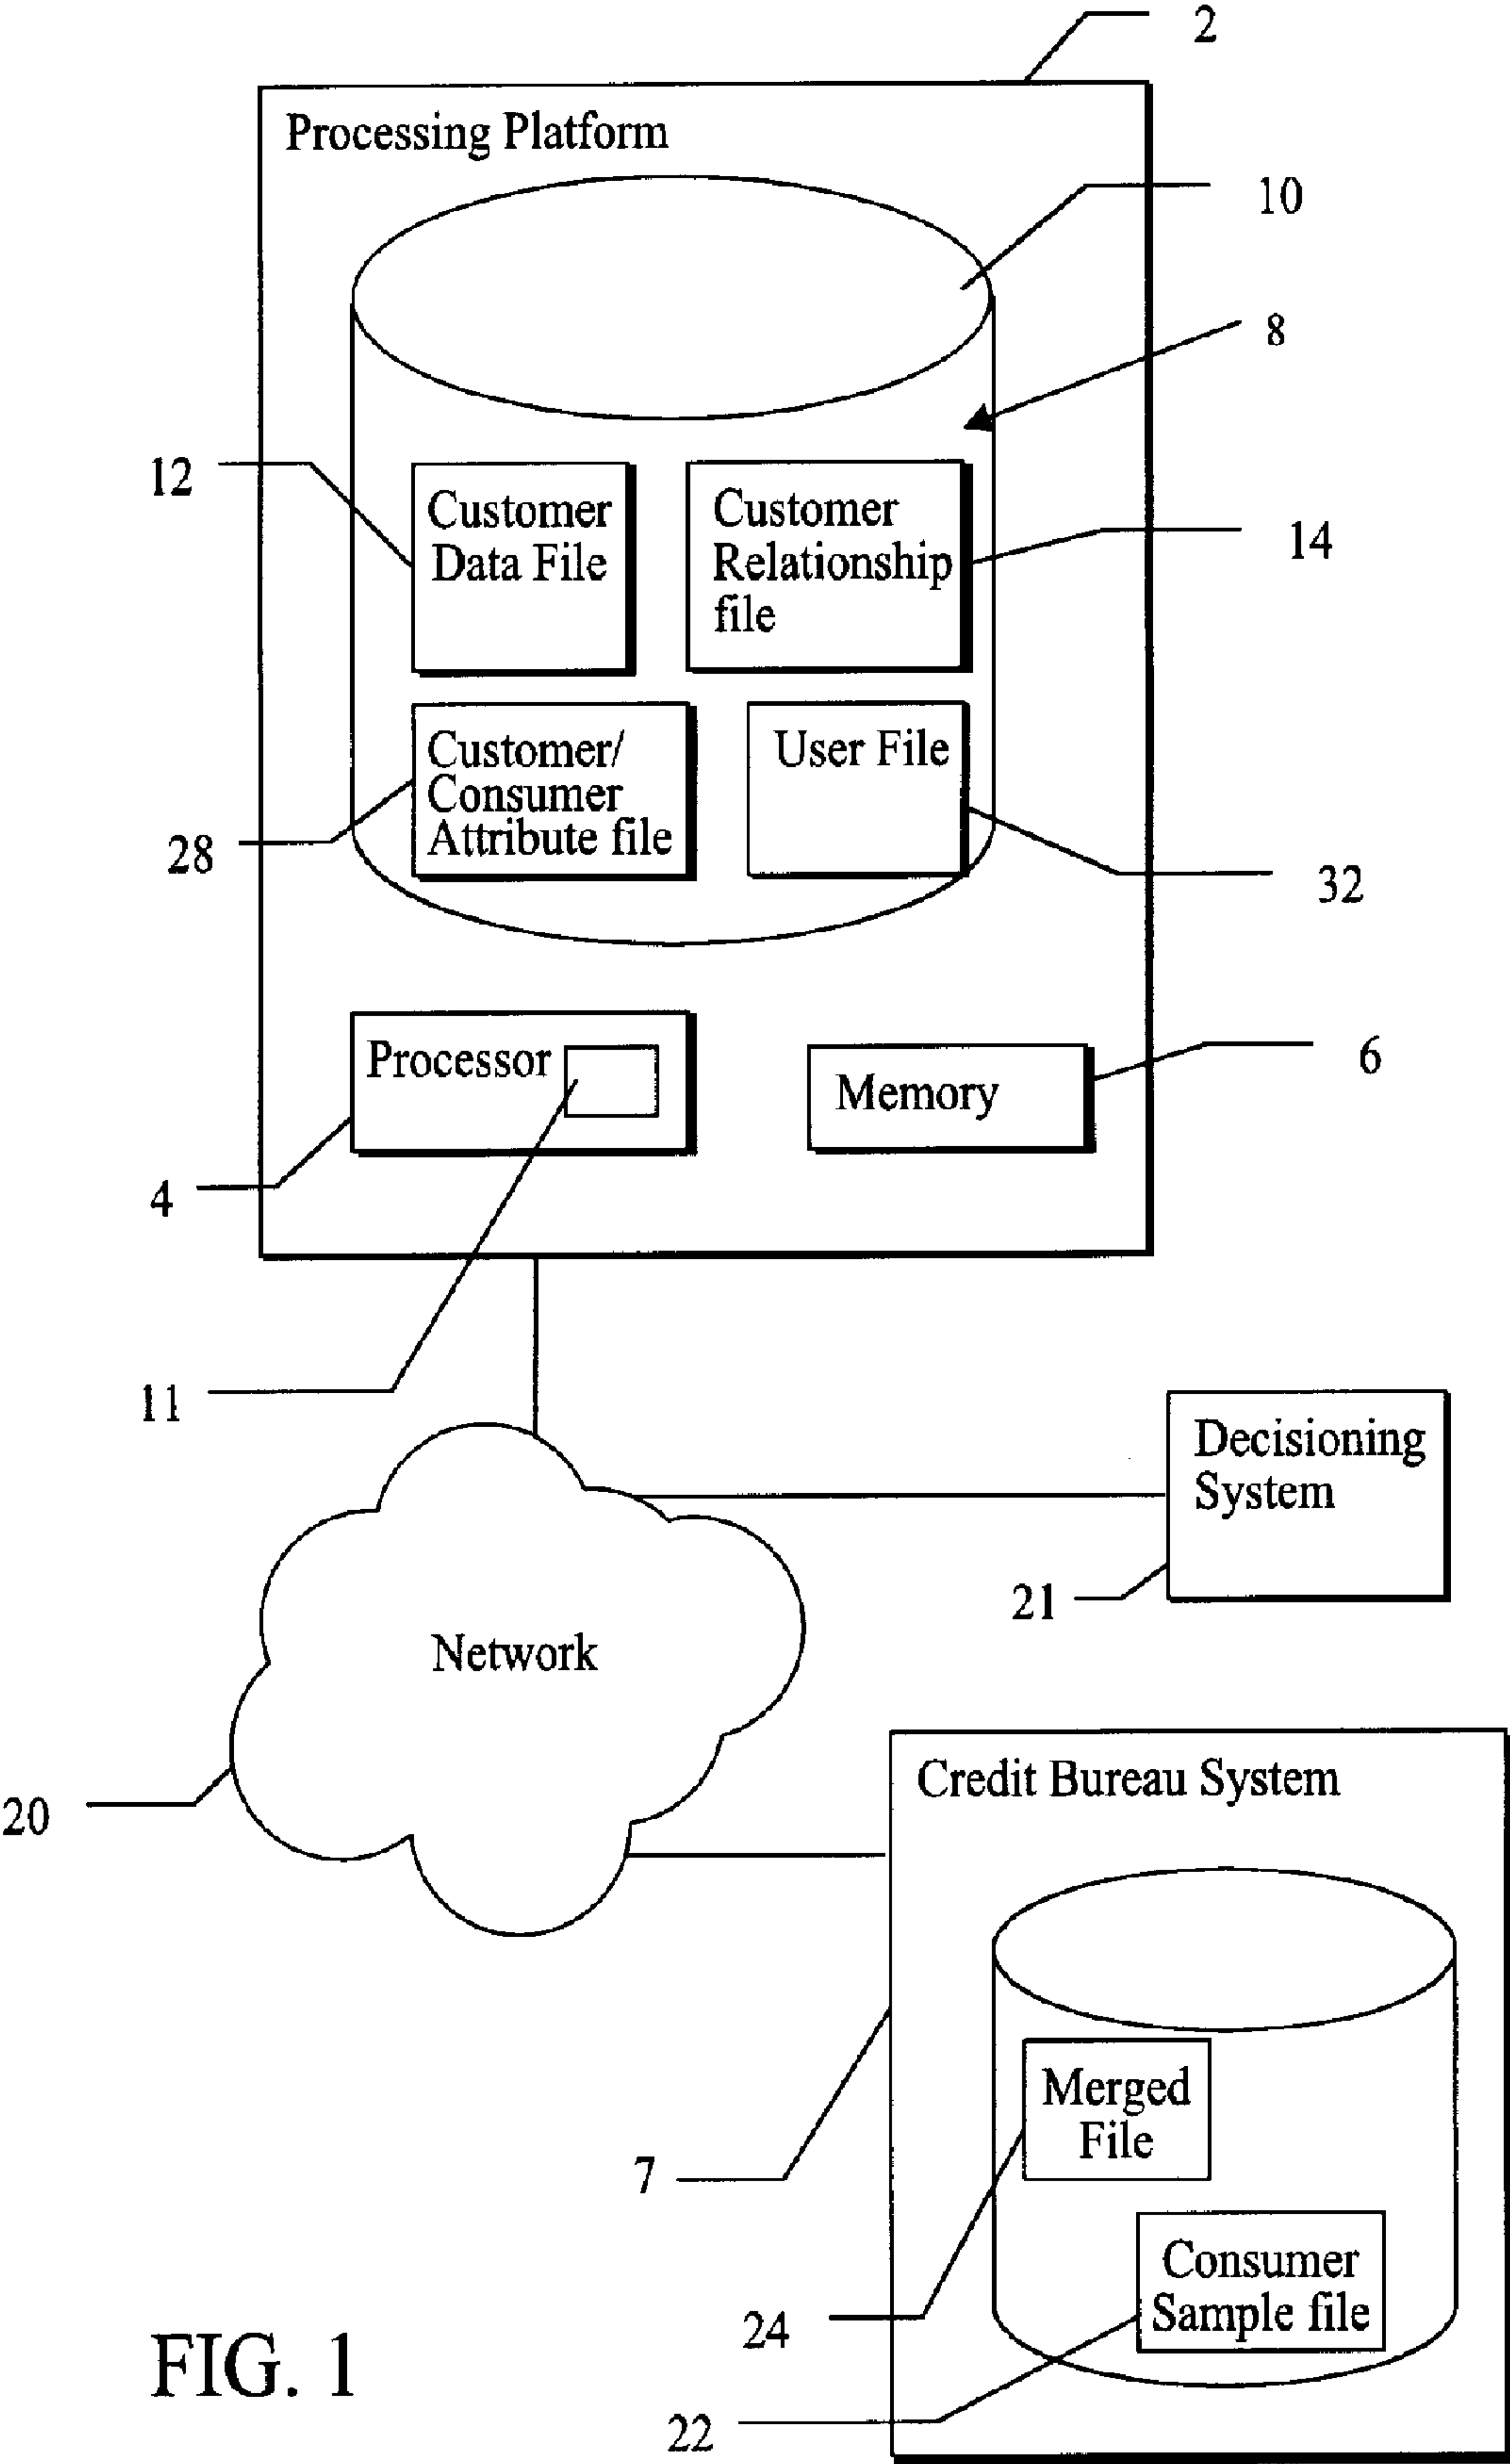 2
Processing Platform
10
8
12
Customer
Data File
Customer
Relationship
file
14
Customer/
Consumer
Attribute file
User File
28
32
Processor
Memory
6
4
11
Decisioning
System
21
Network
20
Credit Bureau System
Merged
File
7
Consumer
Sample file
24
22
FIG. 1